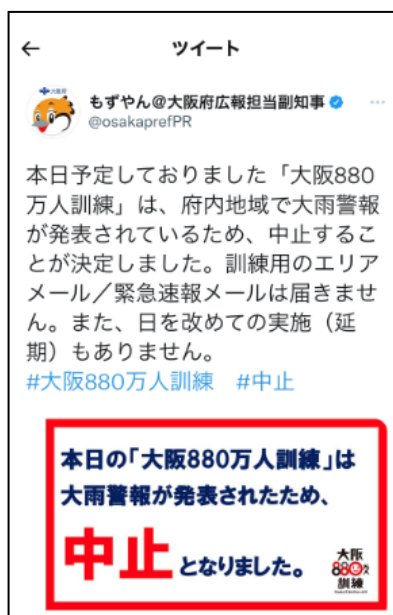 ツイート
もずやん@大阪府広報担当副知事
@osakaprefPR
本日予定しておりました「大阪880
万人訓練」は、府内地域で大雨警報
が発表されているため、中止するこ
とが決定しました。訓練用のエリア
メール／緊急速報メールは届きませ
ん。また、日を改めての実施（延
期）もありません。
#大阪880万人訓練 #中止
本日の「大阪880万人訓練」は
大雨警報が発表されたため、
中止となりました。
大阪
880万人
訓練